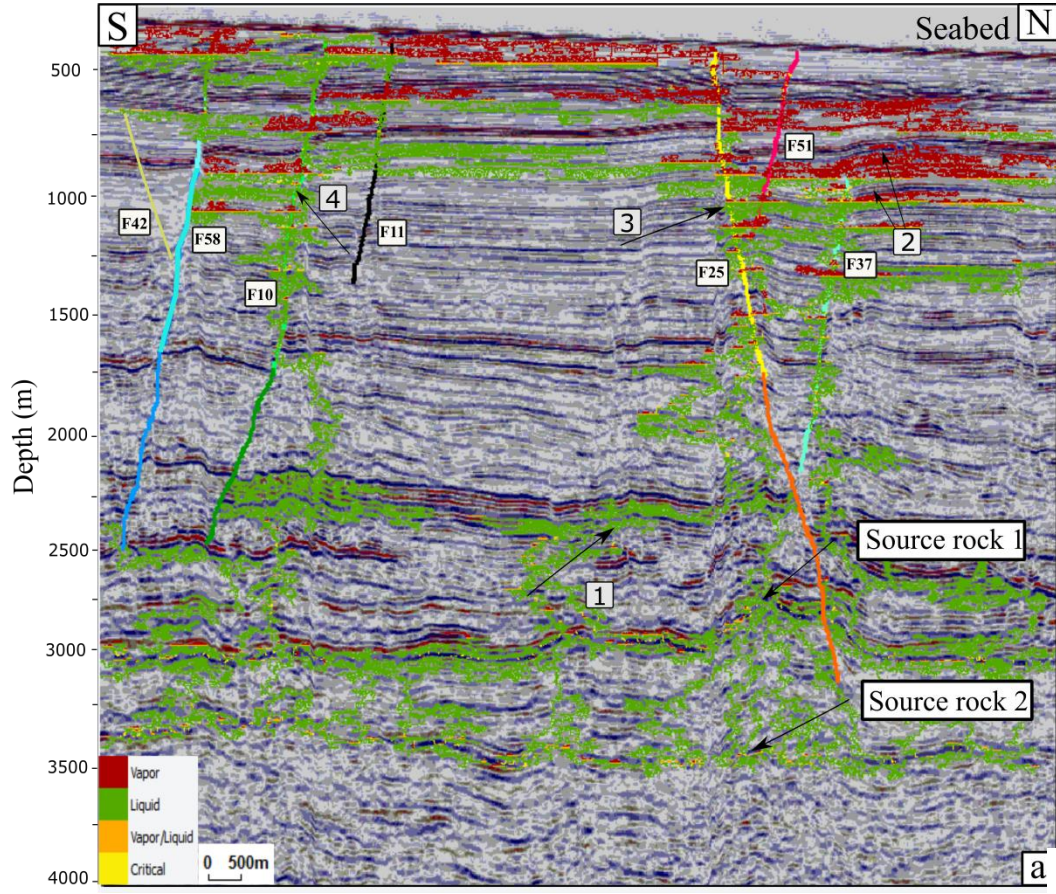 S
Seabed
N
500
1000
1500
2000
2500
3000
3500
4000
Depth (m)
F42
F58
F10
4
F11
3
F25
F51
F37
2
1
Source rock 1
Source rock 2
Vapor
Liquid
Vapor/Liquid
Critical
0 500m
a